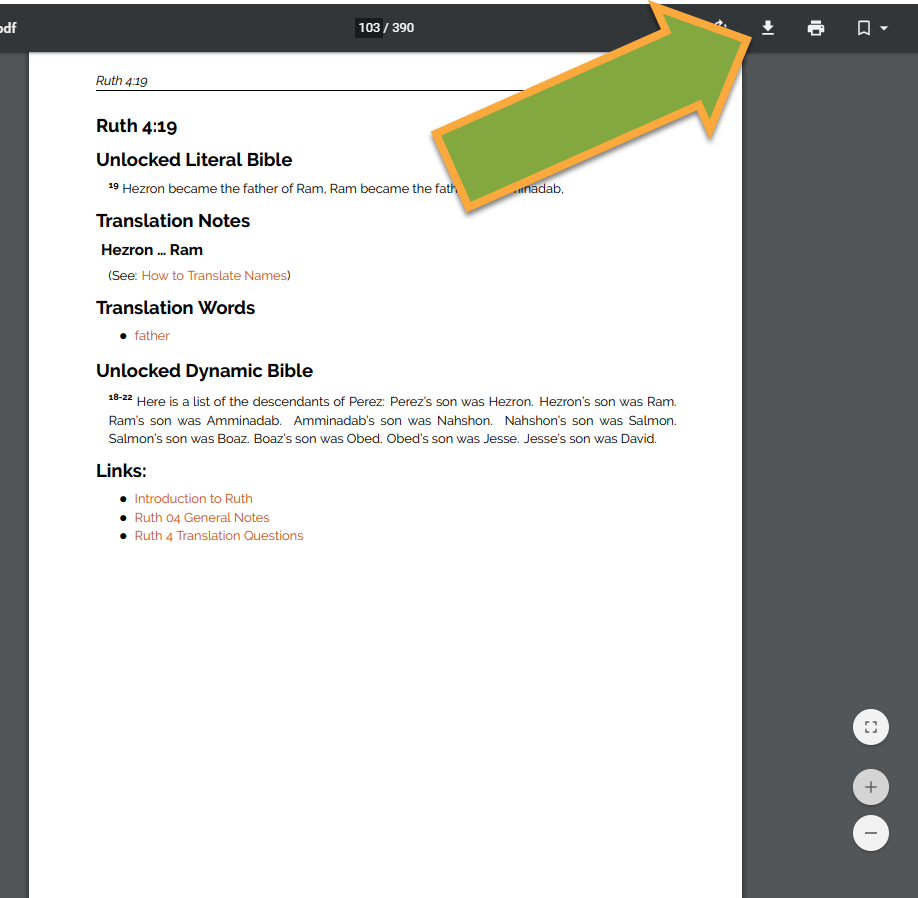 103 / 390
Ruth 4:19
Ruth 4:19
Unlocked Literal Bible
19 Hezron became the father of Ram, Ram became the
Translation Notes
Hezron ... Ram
(See: How to Translate Names)
Translation Words
● father
Unlocked Dynamic Bible
18-22 Here is a list of the descendants of Perez: Perez's son was Hezron. Hezron's son was Ram.
Ram's son was Amminadab. Amminadab's son was Nahshon. Nahshon's son was Salmon.
Salmon's son was Boaz. Boaz's son was Obed. Obed's son was Jesse. Jesse's son was David.
Links:
● Introduction to Ruth
● Ruth 04 General Notes
● Ruth 4 Translation Questions